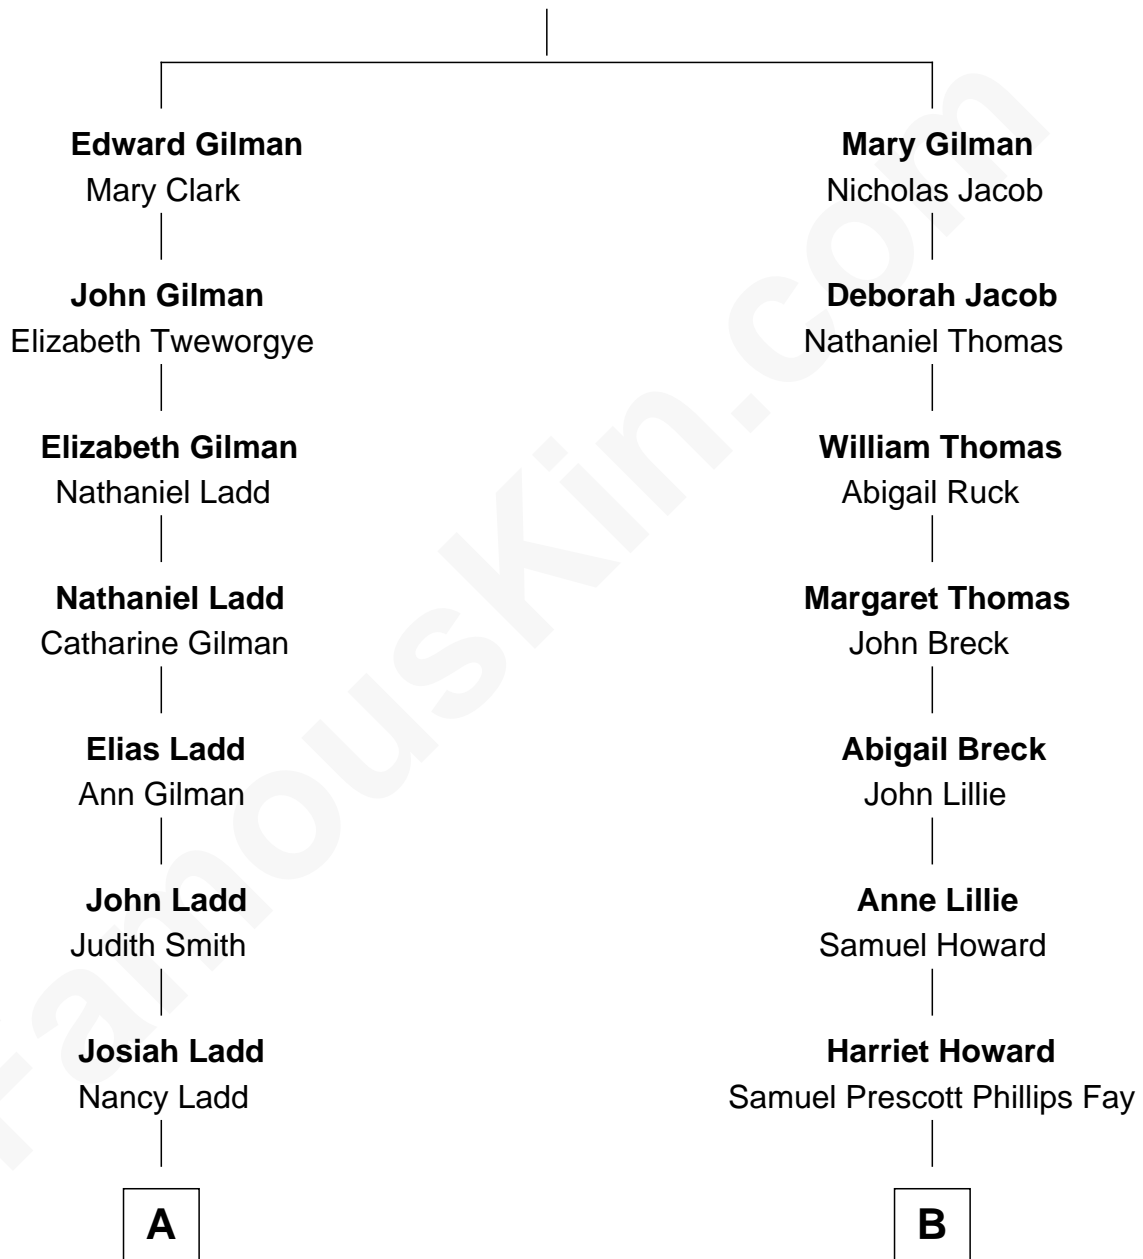 Edward Gilman
Mary Clark
John Gilman
Elizabeth Tweworgye
Elizabeth Gilman
Nathaniel Ladd
Nathaniel Ladd
Catharine Gilman
Elias Ladd
Ann Gilman
John Ladd
Judith Smith
Josiah Ladd
Nancy Ladd
A
Mary Gilman
Nicholas Jacob
Deborah Jacob
Nathaniel Thomas
William Thomas
Abigail Ruck
Margaret Thomas
John Breck
Abigail Breck
John Lillie
Anne Lillie
Samuel Howard
Harriet Howard
Samuel Prescott Phillips Fay
B
FamousKin.com